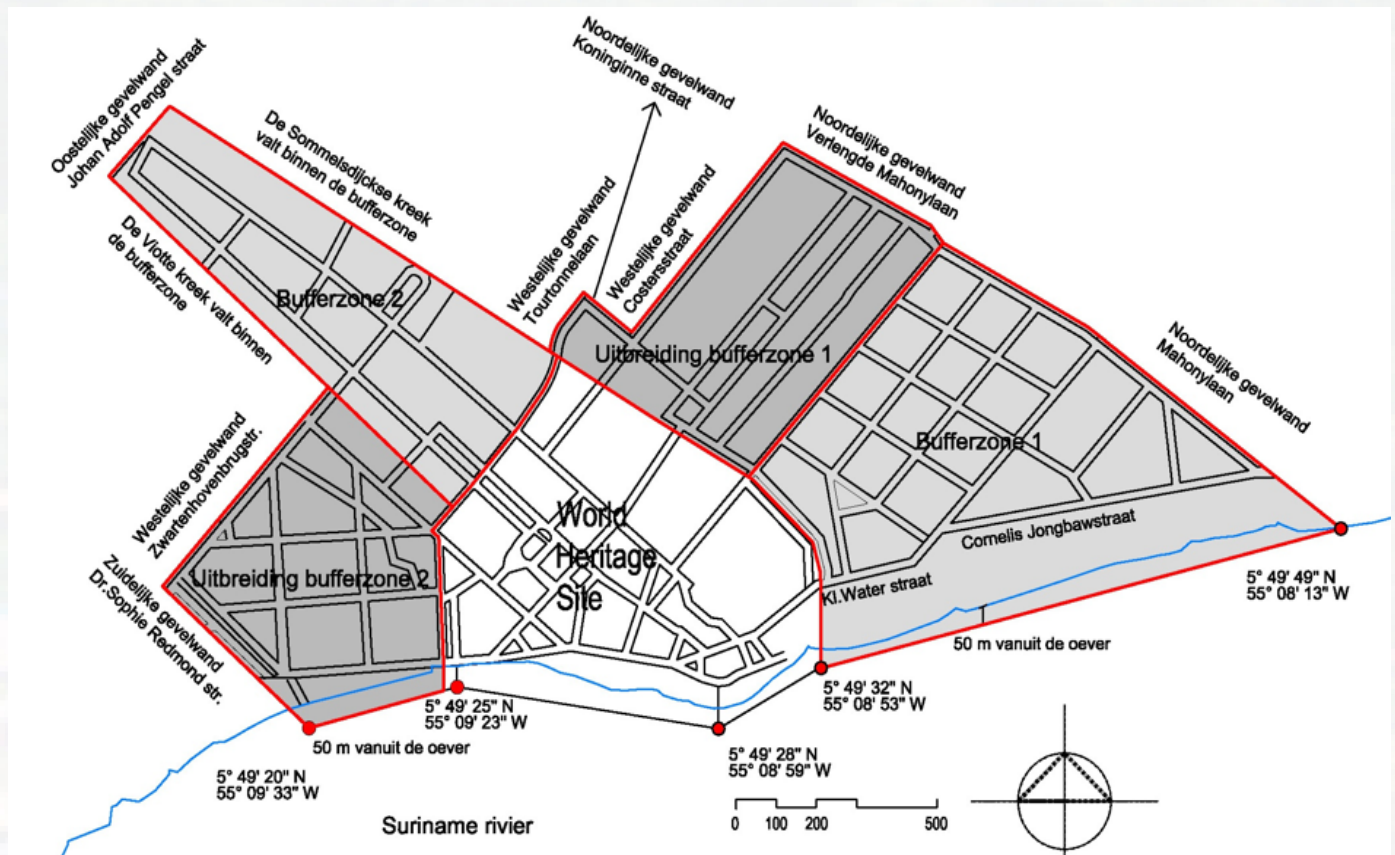 Noordelijke gevelwand
Koninginne straat
Oostelijke gevelwand
Johan Adolf Pengel straat
De Sommelsdijckse kreek
valt binnen de bufferzone
Noordelijke gevelwand
Verlengde Mahonylaan
Westelijke gevelwand
Tourtonnelaan
Westelijke gevelwand
Costersstraat
De Viotte kreek valt binnen
de bufferzone
Bufferzone 2
Uitbreiding bufferzone 1
Noordelijke gevelwand
Mahonylaan
Bufferzone 1
Westelijke gevelwand
Zwartenhovenbrugstr.
World
Heritage
Site
Cornelis Jongbawstraat
Uitbreiding bufferzone 2
Kl.Water straat
Zuidelijke gevelwand
Dr.Sophie Redmond str.
5° 49' 49" N
55° 08' 13" W
50 m vanuit de oever
5° 49' 32" N
55° 08' 53" W
5° 49' 25" N
55° 09' 23" W
50 m vanuit de oever
5° 49' 28" N
55° 08' 59" W
5° 49' 20" N
55° 09' 33" W
Suriname rivier
0 100 200 500